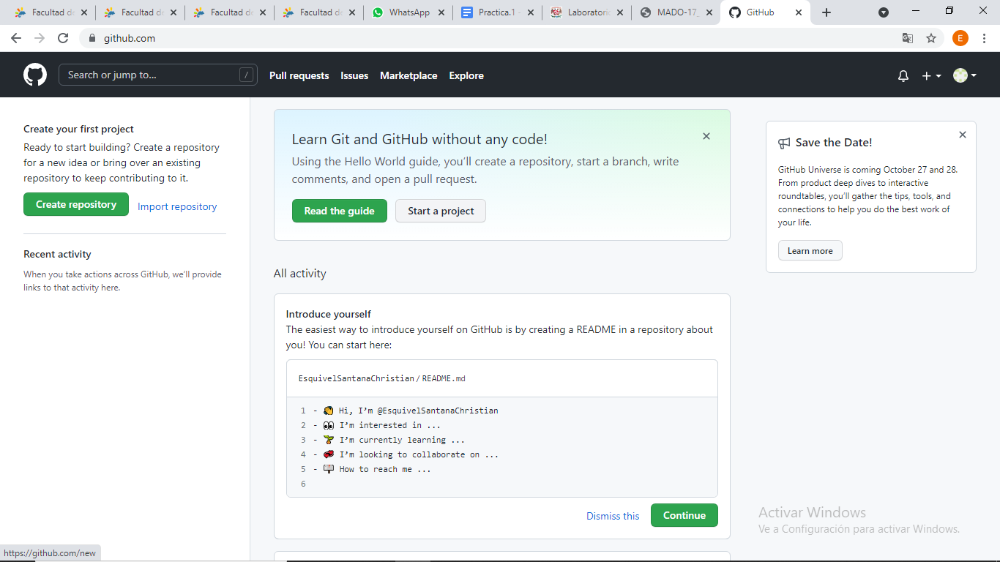 Facultad de
Facultad de
Facultad de
Facultad de
WhatsApp
Practica.1 -
Laboratorio
MADO-17_
GitHub
github.com
E
Search or jump to...
/
Pull requests
Issues
Marketplace
Explore
Create your first project
Ready to start building? Create a repository
for a new idea or bring over an existing
repository to keep contributing to it.
Create repository
Import repository
Recent activity
When you take actions across GitHub, we'll provide
links to that activity here.
Learn Git and GitHub without any code!
Using the Hello World guide, you'll create a repository, start a branch, write
comments, and open a pull request.
Read the guide
Start a project
All activity
Introduce yourself
The easiest way to introduce yourself on GitHub is by creating a README in a repository about
you! You can start here:
EsquivelSantanaChristian / README.md
1 - 👋 Hi, I'm @EsquivelSantanaChristian
2 - 👀 I'm interested in ...
3 - 🌱 I'm currently learning ...
4 - 💞️ I'm looking to collaborate on ...
5 - 📫 How to reach me ...
6
Dismiss this
Continue
Save the Date!
GitHub Universe is coming October 27 and 28.
From product deep dives to interactive
roundtables, you'll gather the tips, tools, and
connections to help you do the best work of
your life.
Learn more
Activar Windows
Ve a Configuración para activar Windows.
https://github.com/new